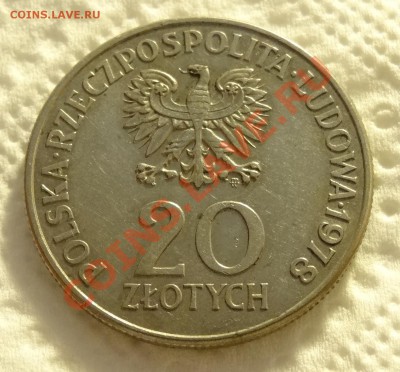 COINS.LAVE.RU
POLSKA·RZECZPOSPOLITA·LUDOWA·1978
20
ZŁOTYCH
COINS.LAVE.RU